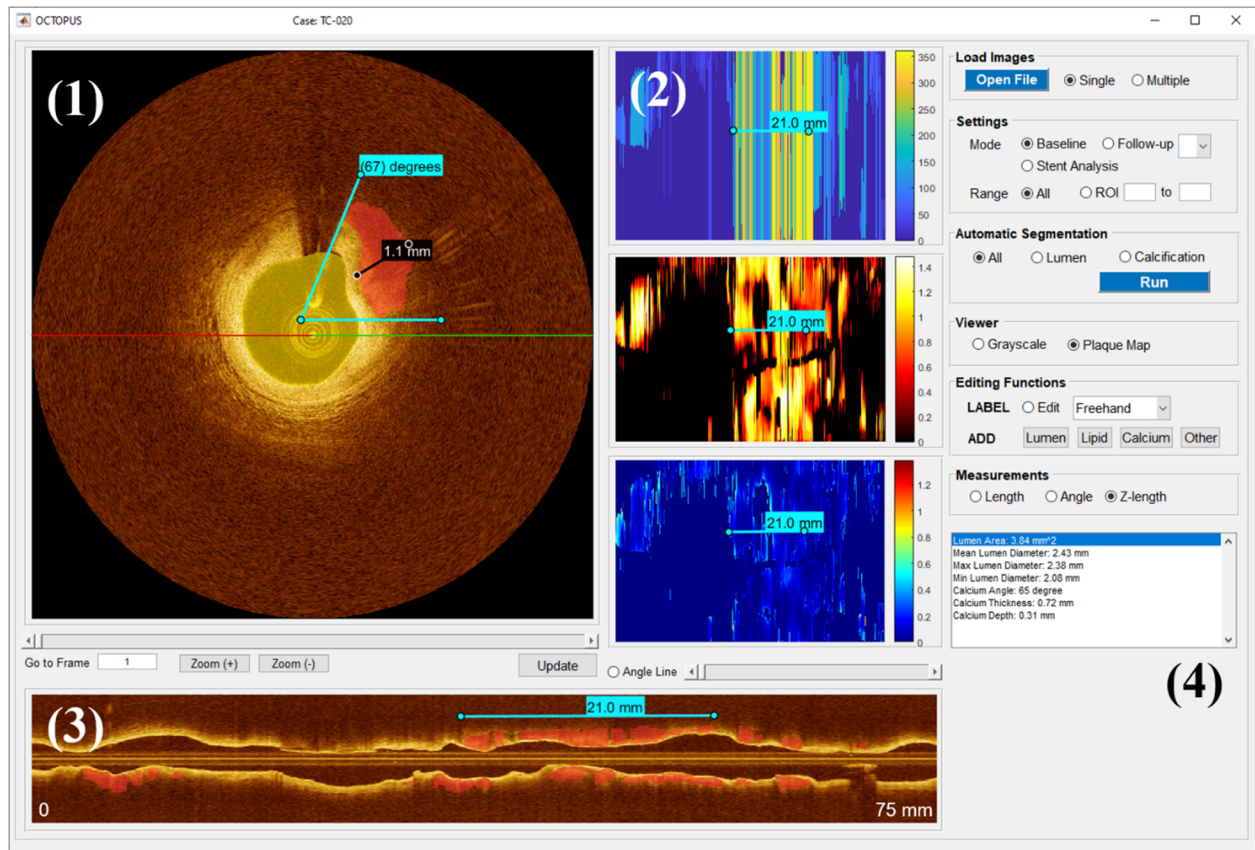 OCTOPUS Case: TC-020
(1)
(67) degrees
1.1 mm
(2)
21.0 mm
350
300
250
200
150
100
50
0
21.0 mm
1.4
1.2
1
0.8
0.6
0.4
0.2
0
21.0 mm
1.2
1
0.8
0.6
0.4
0.2
0
Go to Frame 1 Zoom (+) Zoom (-) Update Angle Line
(3)
21.0 mm
0 75 mm
Load Images
Open File Single Multiple
Settings
Mode Baseline Follow-up
Stent Analysis
Range All ROI to
Automatic Segmentation
All Lumen Calcification
Run
Viewer
Grayscale Plaque Map
Editing Functions
LABEL Edit Freehand
ADD Lumen Lipid Calcium Other
Measurements
Length Angle Z-length
Lumen Area: 3.84 mm^2
Mean Lumen Diameter: 2.43 mm
Max Lumen Diameter: 2.38 mm
Min Lumen Diameter: 2.08 mm
Calcium Angle: 65 degree
Calcium Thickness: 0.72 mm
Calcium Depth: 0.31 mm
(4)